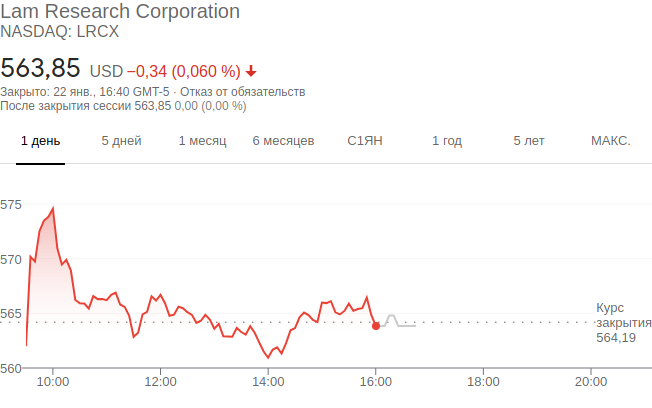 Lam Research Corporation
NASDAQ: LRCX
563,85 USD −0,34 (0,060 %)
Закрыто: 22 янв., 16:40 GMT-5 · Отказ от обязательств
После закрытия сессии 563,85 0,00 (0,00 %)
1 день 5 дней 1 месяц 6 месяцев С1ЯН 1 год 5 лет МАКС.
575
570
565
560
Курс
закрытия
564,19
10:00 12:00 14:00 16:00 18:00 20:00